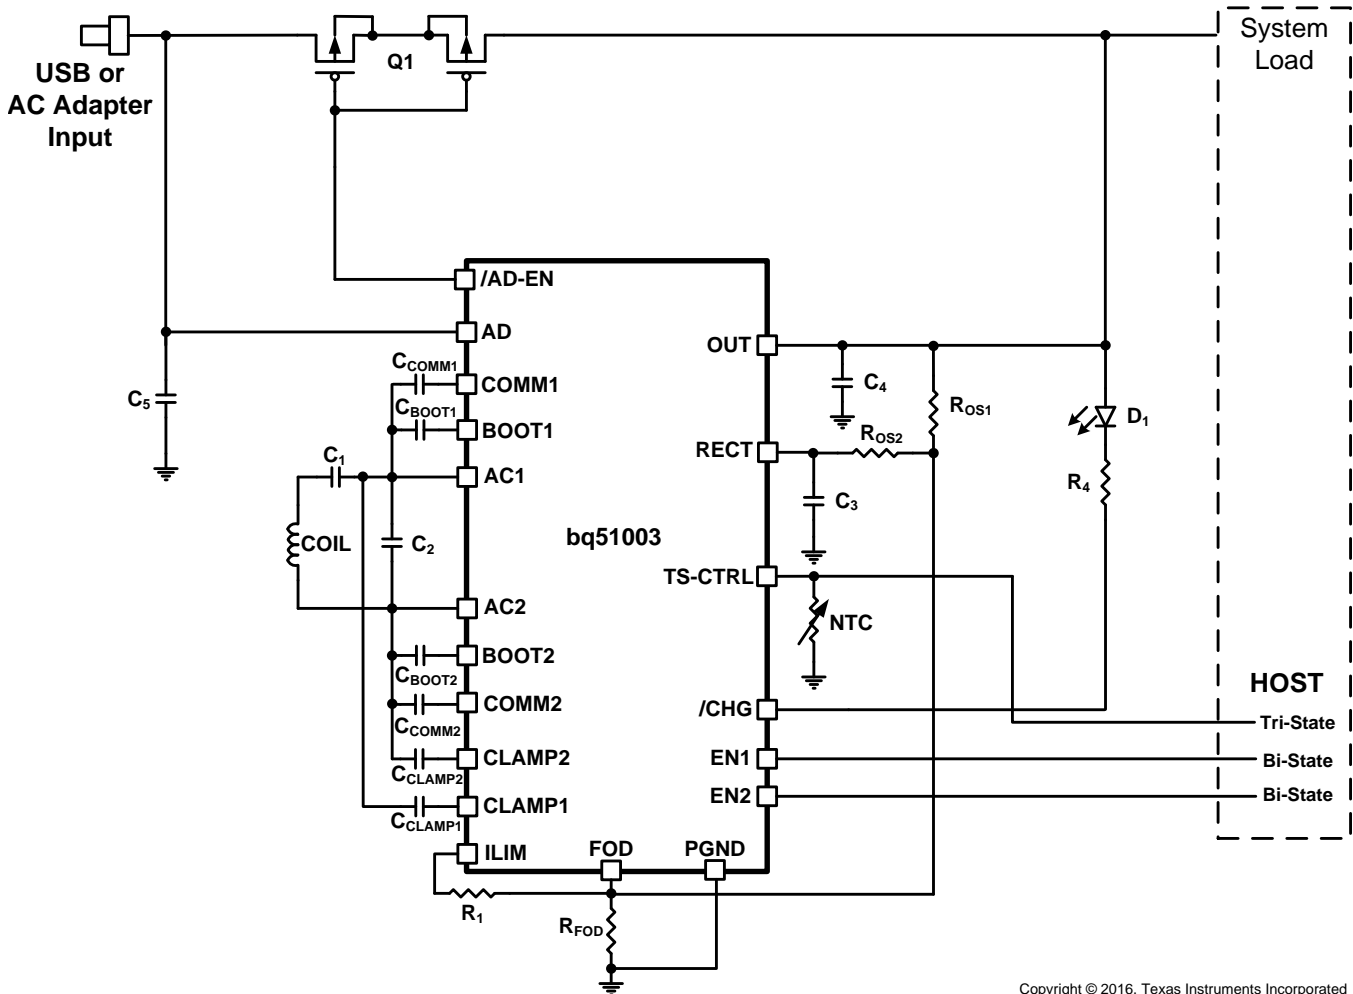 System
Load
Q1
USB or
AC Adapter
Input
/AD-EN
AD
OUT
CCOMM1
COMM1
C5
C4
CBOOT1
BOOT1
ROS1
D1
ROS2
RECT
C1
AC1
R4
C3
COIL
C2
bq51003
TS-CTRL
AC2
NTC
BOOT2
CBOOT2
HOST
COMM2
/CHG
Tri-State
CCOMM2
CLAMP2
EN1
Bi-State
CCLAMP2
EN2
Bi-State
CLAMP1
CCLAMP1
ILIM
FOD
PGND
R1
RFOD
Copyright © 2016, Texas Instruments Incorporated